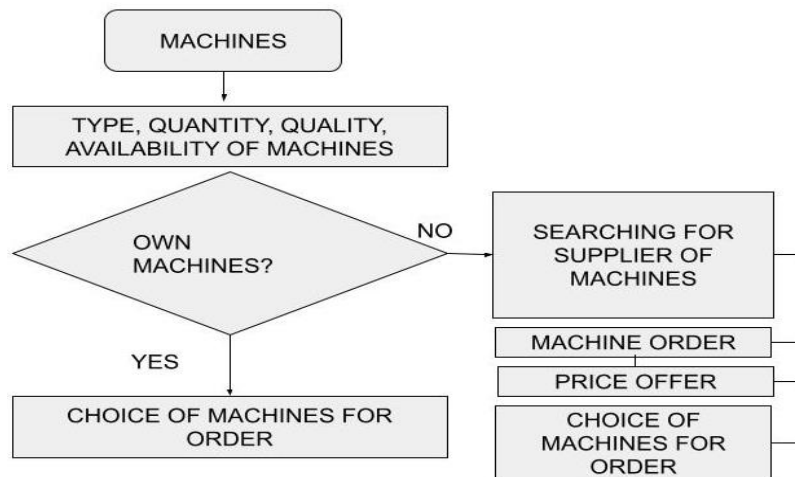 MACHINES
TYPE, QUANTITY, QUALITY,
AVAILABILITY OF MACHINES
OWN
MACHINES?
NO
SEARCHING FOR
SUPPLIER OF
MACHINES
MACHINE ORDER
YES
PRICE OFFER
CHOICE OF MACHINES FOR
ORDER
CHOICE OF
MACHINES FOR
ORDER